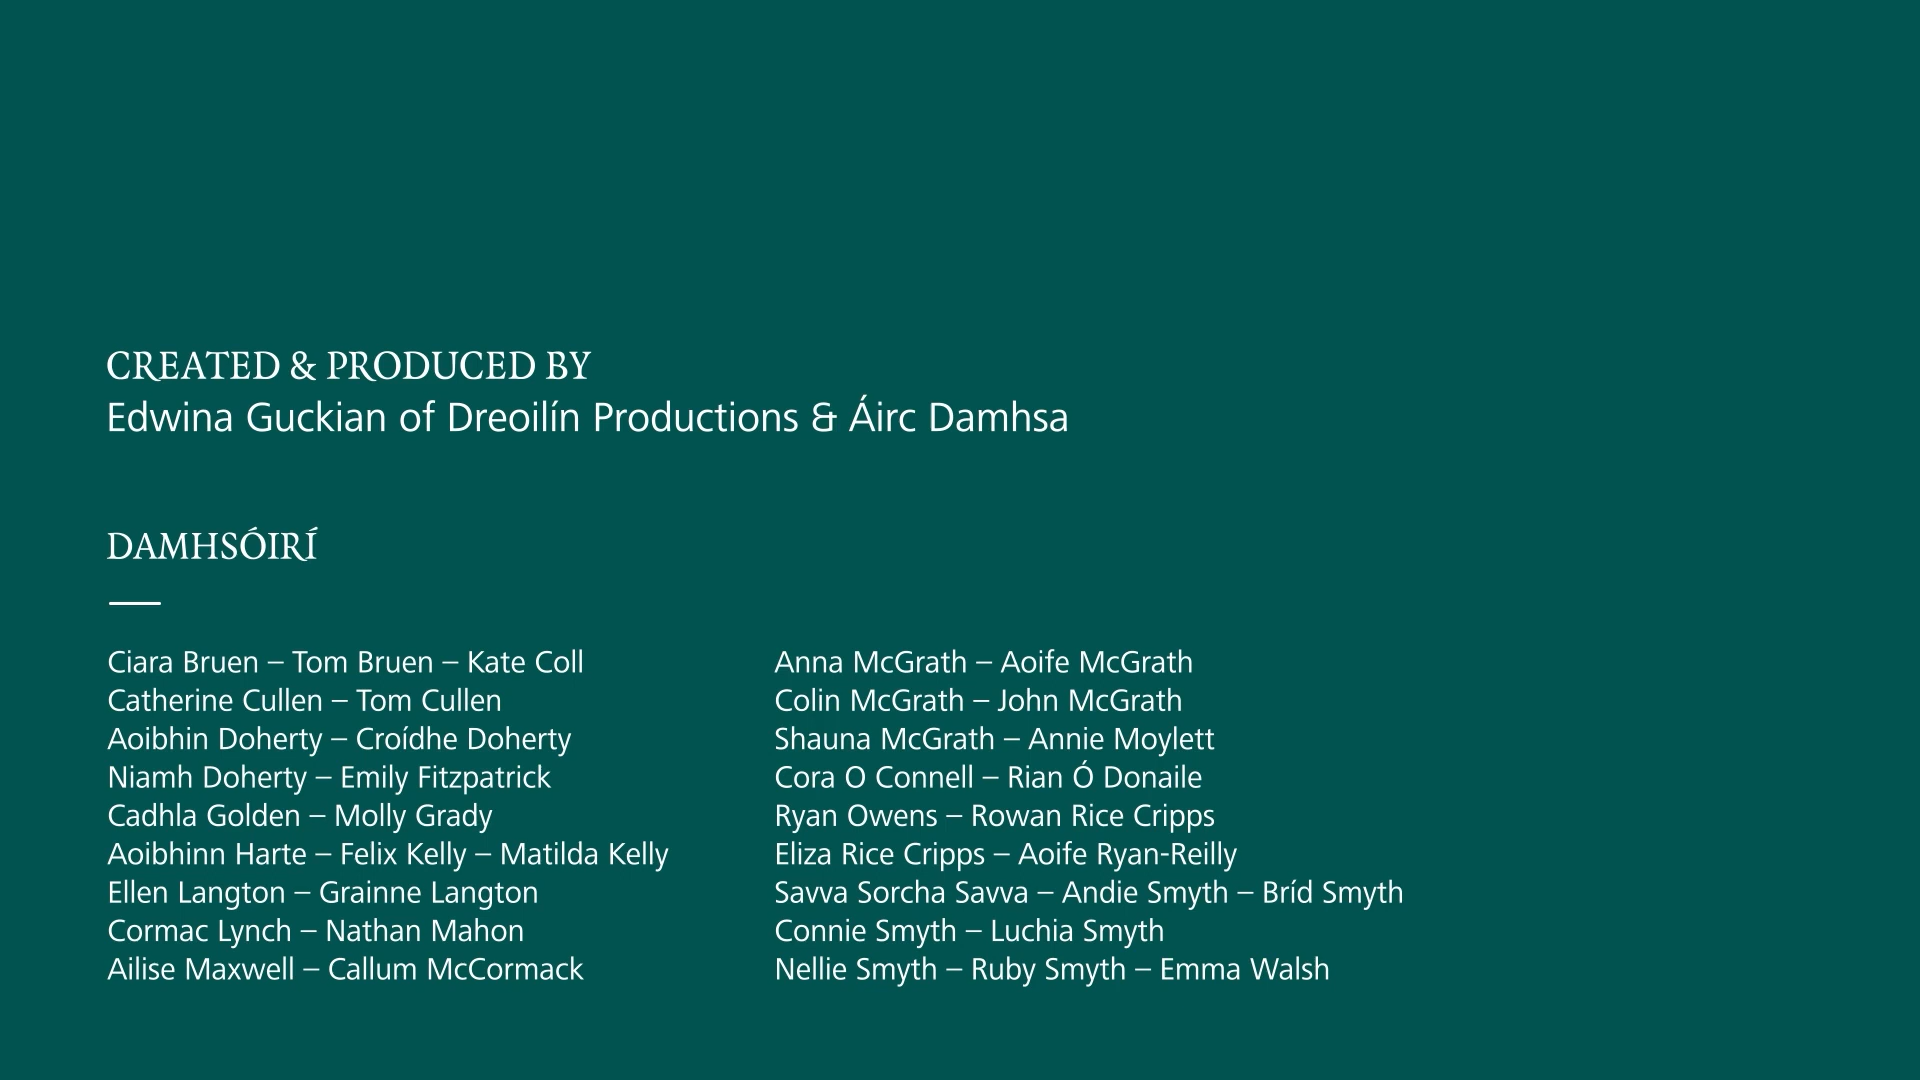 CREATED & PRODUCED BY
Edwina Guckian of Dreoilín Productions & Áirc Damhsa
DAMHSÓIRÍ
Ciara Bruen – Tom Bruen – Kate Coll
Catherine Cullen – Tom Cullen
Aoibhin Doherty – Croídhe Doherty
Niamh Doherty – Emily Fitzpatrick
Cadhla Golden – Molly Grady
Aoibhinn Harte – Felix Kelly – Matilda Kelly
Ellen Langton – Grainne Langton
Cormac Lynch – Nathan Mahon
Ailise Maxwell – Callum McCormack
Anna McGrath – Aoife McGrath
Colin McGrath – John McGrath
Shauna McGrath – Annie Moylett
Cora O Connell – Rian Ó Donaile
Ryan Owens – Rowan Rice Cripps
Eliza Rice Cripps – Aoife Ryan-Reilly
Savva Sorcha Savva – Andie Smyth – Bríd Smyth
Connie Smyth – Luchia Smyth
Nellie Smyth – Ruby Smyth – Emma Walsh